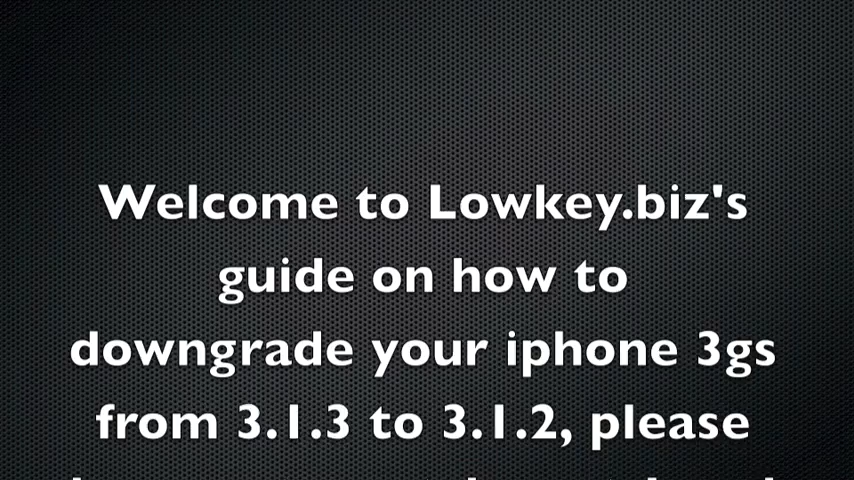 Welcome to Lowkey.biz's
guide on how to
downgrade your iphone 3gs
from 3.1.3 to 3.1.2, please